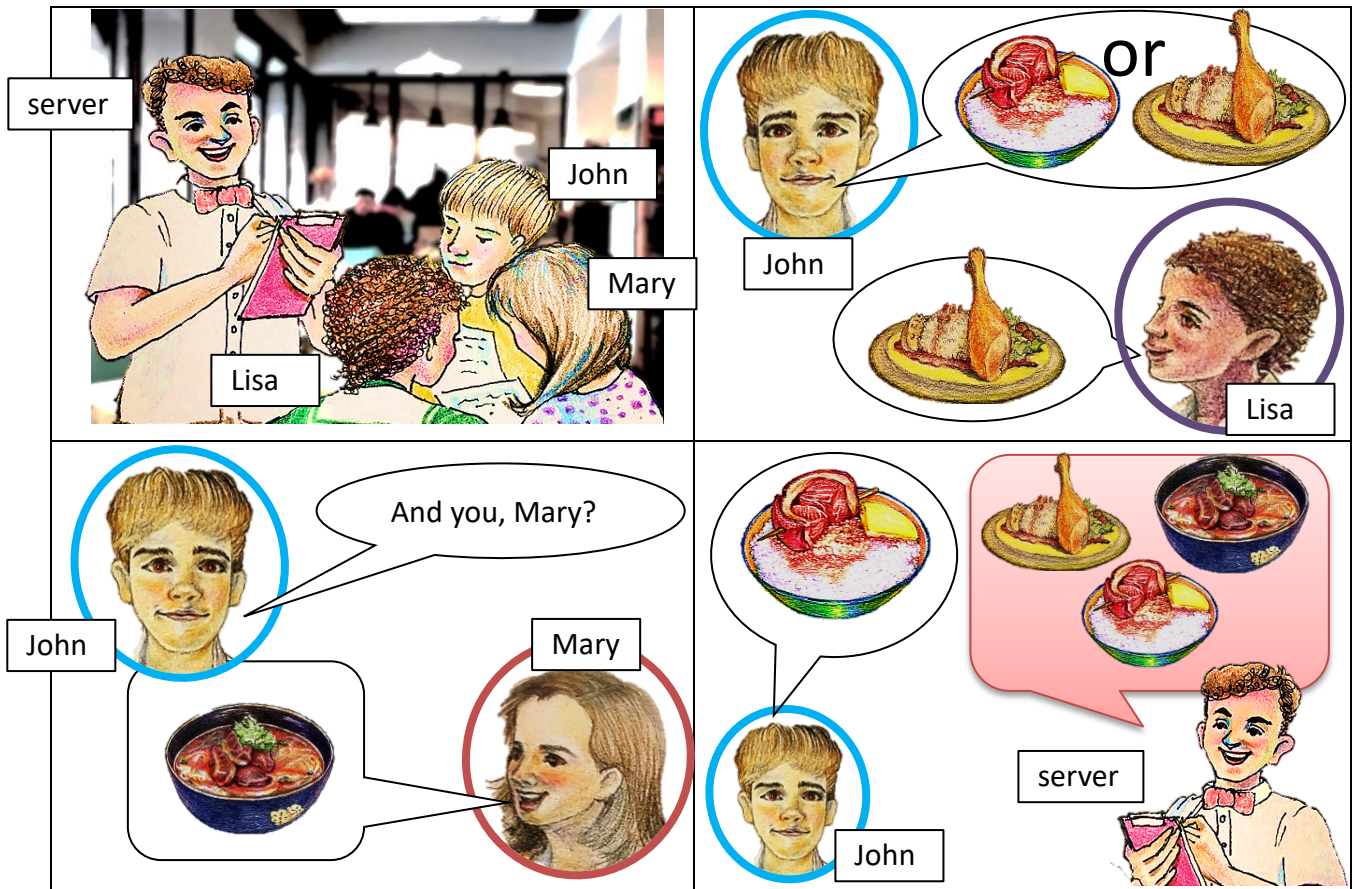 server
John
Mary
Lisa
or
John
Lisa
And you, Mary?
John
Mary
John
server